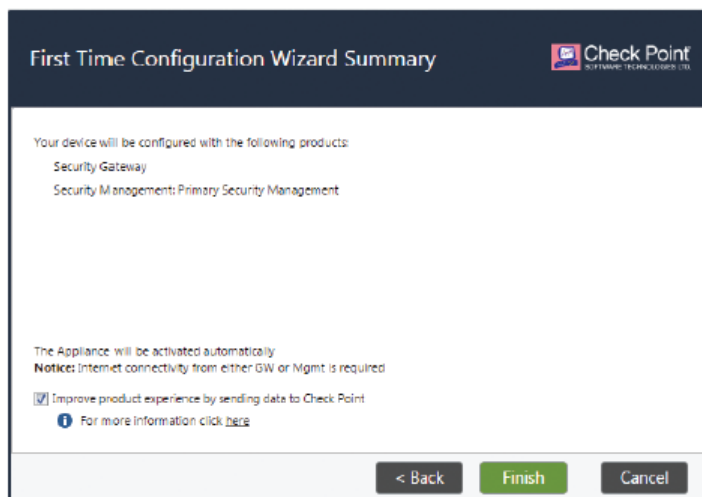 First Time Configuration Wizard Summary
Check Point
SOFTWARE TECHNOLOGIES LTD.
Your device will be configured with the following products:
Security Gateway
Security Management: Primary Security Management
The Appliance will be activated automatically
Notice: Internet connectivity from either GW or Mgmt is required
Improve product experience by sending data to Check Point
For more information click here
< Back Finish Cancel